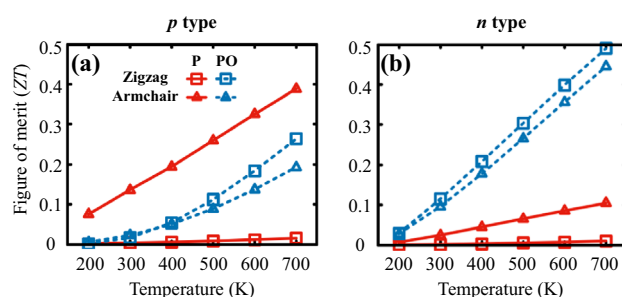 p type
n type
Figure of merit (ZT)
0.5
0.4
0.3
0.2
0.1
0
(a)
P PO
Zigzag
Armchair
200 300 400 500 600 700
Temperature (K)
0.5
0.4
0.3
0.2
0.1
0
(b)
200 300 400 500 600 700
Temperature (K)